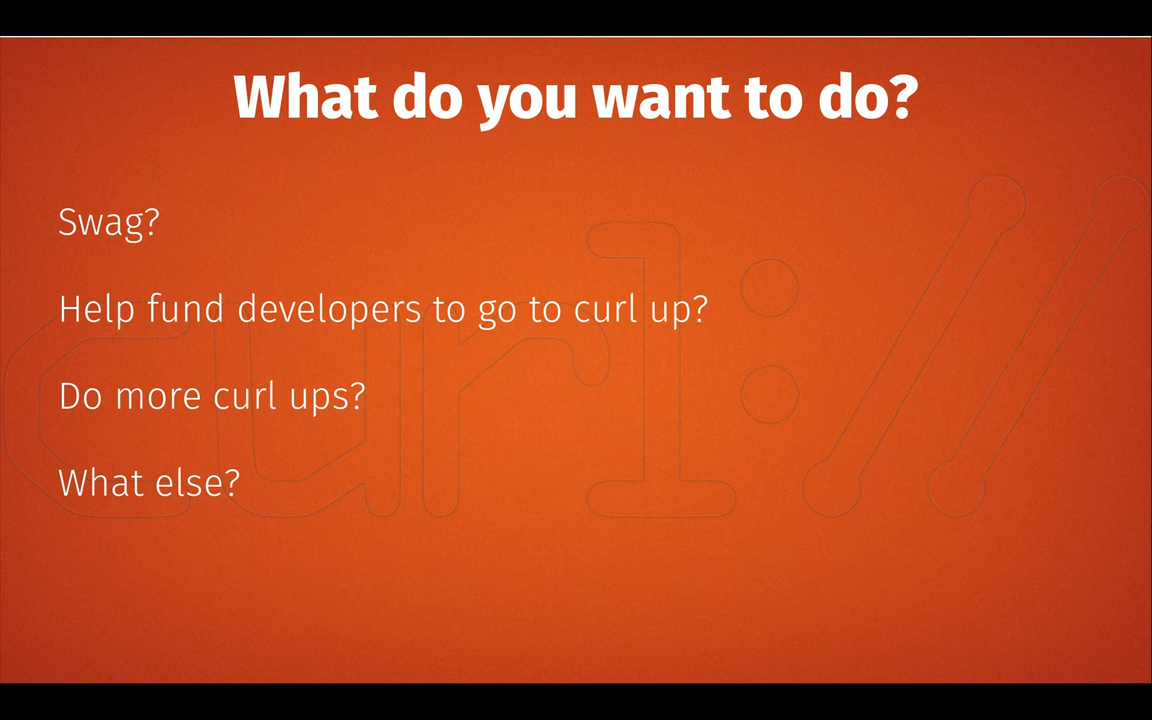 What do you want to do?
Swag?
Help fund developers to go to curl up?
Do more curl ups?
What else?
curl://